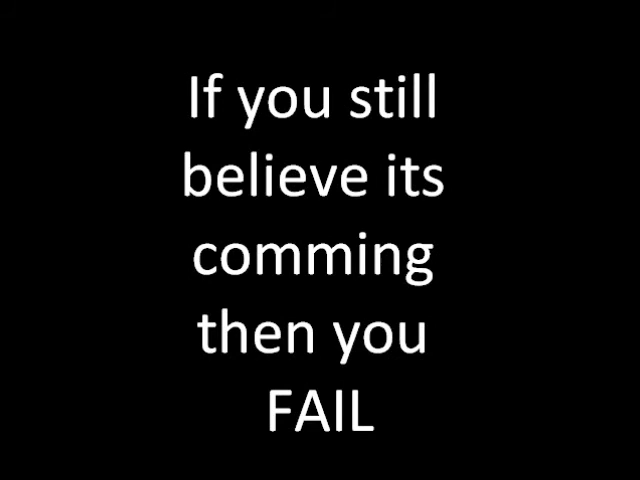 If you still
believe its
comming
then you
FAIL